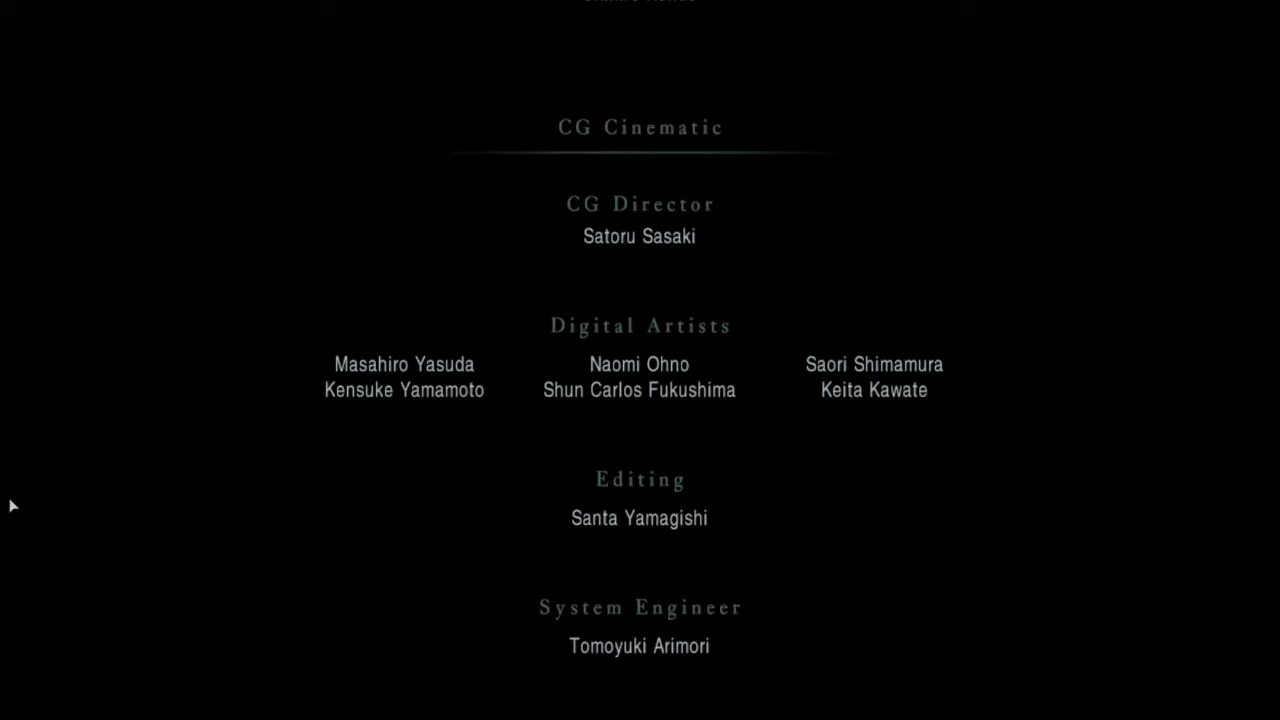 CG Cinematic
CG Director
Satoru Sasaki
Digital Artists
Masahiro Yasuda Naomi Ohno Saori Shimamura
Kensuke Yamamoto Shun Carlos Fukushima Keita Kawate
Editing
Santa Yamagishi
System Engineer
Tomoyuki Arimori